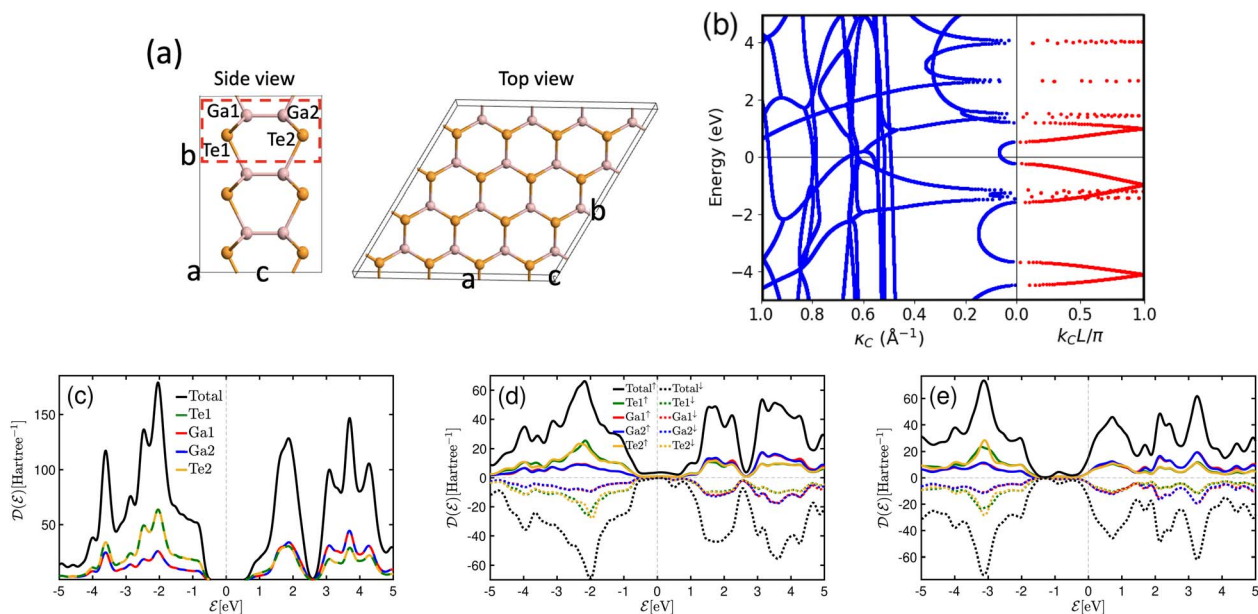 (a)
Side view
Top view
Ga1
Ga2
Te1
Te2
b
a
c
b
a
c
(b)
Energy (eV)
4
2
0
−2
−4
1.0
0.8
0.6
0.4
0.2
0.0
1
κC (Å−1)
kCL/π
(c)
𝒟(ℰ)[Hartree−1]
150
100
50
0
Total
Te1
Ga1
Ga2
Te2
-5 -4 -3 -2 -1 0 1 2 3 4 5
ℰ[eV]
(d)
𝒟(ℰ)[Hartree−1]
60
40
20
0
-20
-40
-60
Total↑ Total↓
Te1↑ Te1↓
Ga1↑ Ga1↓
Ga2↑ Ga2↓
Te2↑ Te2↓
-5 -4 -3 -2 -1 0 1 2 3 4 5
ℰ[eV]
(e)
𝒟(ℰ)[Hartree−1]
60
40
20
0
-20
-40
-60
-5 -4 -3 -2 -1 0 1 2 3 4 5
ℰ[eV]